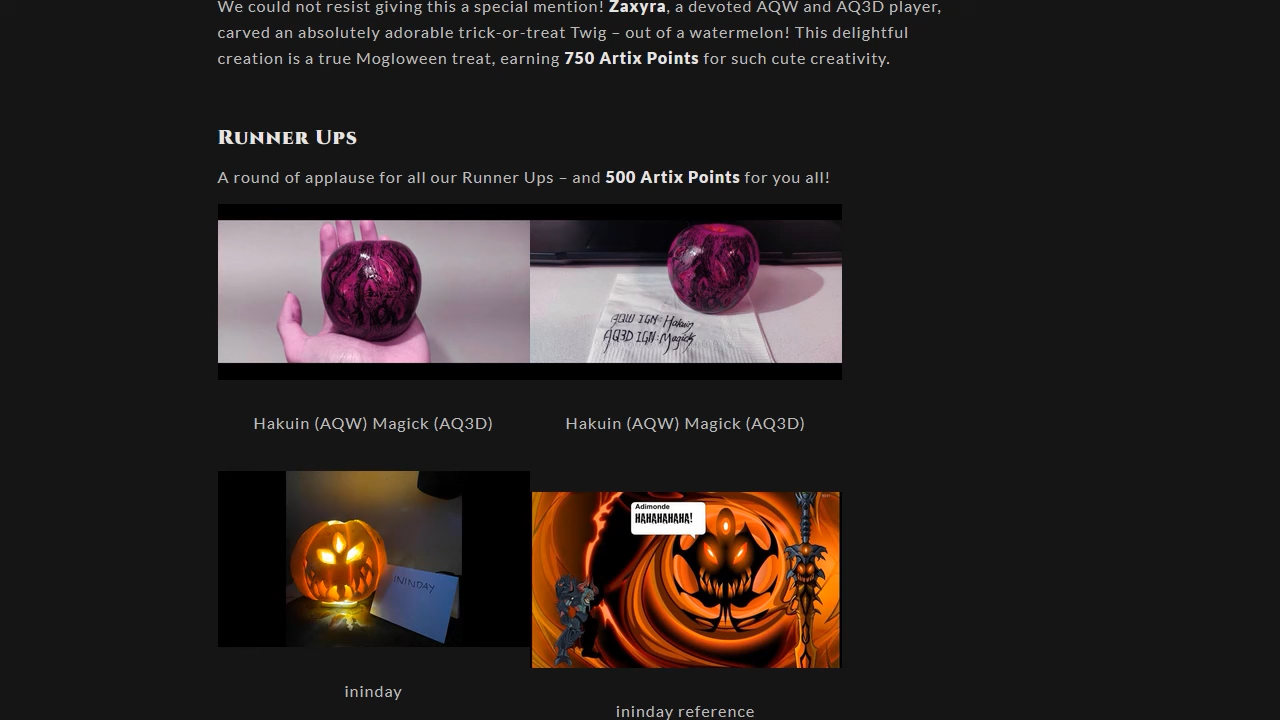 We could not resist giving this a special mention! Zaxyra, a devoted AQW and AQ3D player,
carved an absolutely adorable trick-or-treat Twig – out of a watermelon! This delightful
creation is a true Mogloween treat, earning 750 Artix Points for such cute creativity.
Runner Ups
A round of applause for all our Runner Ups – and 500 Artix Points for you all!
AQW IGN: Hakuin
AQ3D IGN: Magick
Hakuin (AQW) Magick (AQ3D)
Hakuin (AQW) Magick (AQ3D)
ININDAY
Adimonde
HAHAHAHAHA!
ininday
ininday reference